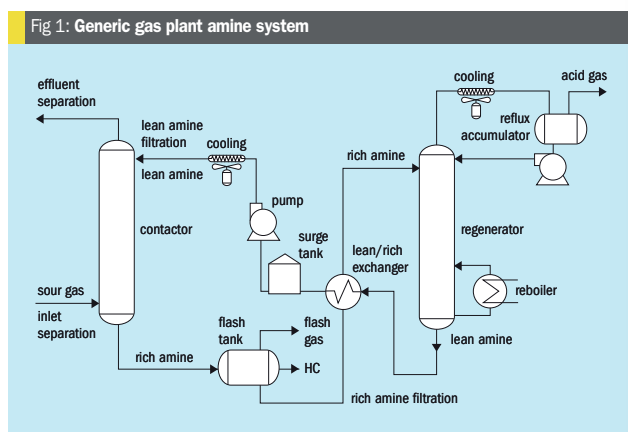 Fig 1: Generic gas plant amine system
effluent
separation
lean amine
filtration
lean amine
cooling
pump
surge
tank
contactor
sour gas
inlet
separation
rich amine
flash
tank
flash
gas
HC
rich amine filtration
lean/rich
exchanger
rich amine
cooling
acid gas
reflux
accumulator
regenerator
reboiler
lean amine